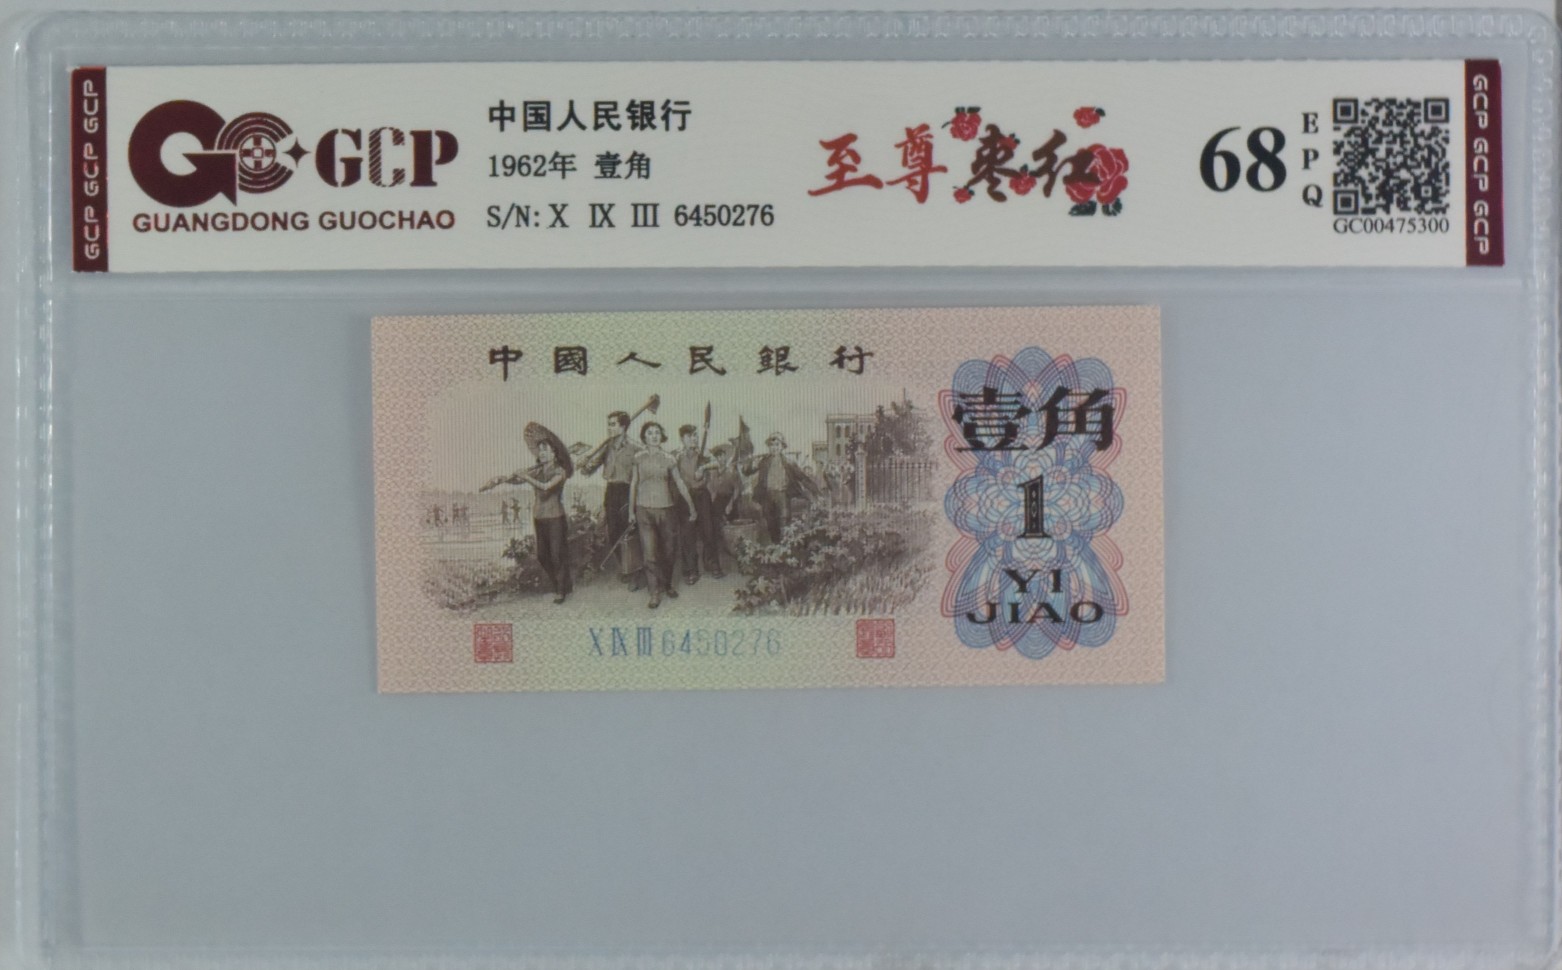 GCP GCP GCP
GCP
GUANGDONG GUOCHAO
中国人民银行
1962年 壹角
S/N: X IX III 6450276
至尊枣红
68
EPQ
GC00475300
GCP GCP GCP
中國人民銀行
壹角
1
YI
JIAO
X IX III 6450276